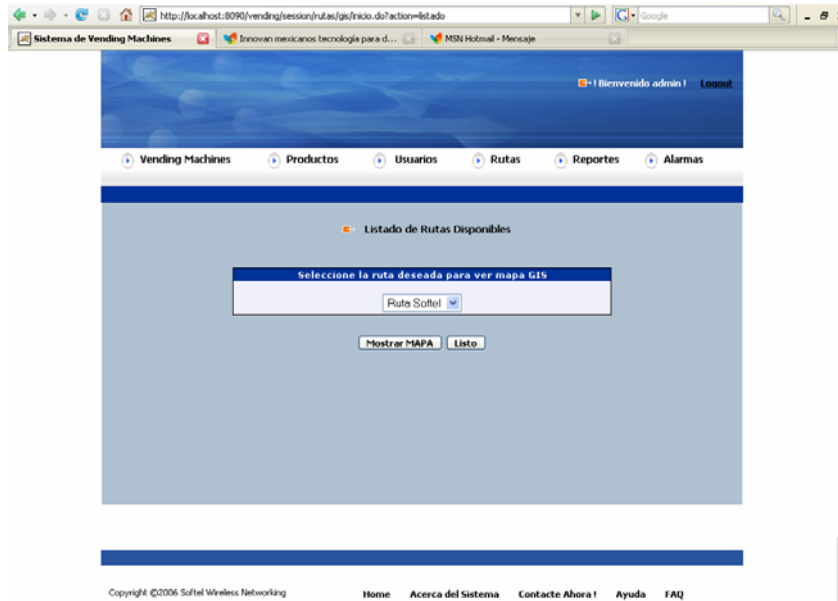 http://localhost:8090/vending/session/rutas/gis/inicio.do?action=listado
Google
Sistema de Vending Machines
Innovan mexicanos tecnología para d...
MSN Hotmail - Mensaje
! Bienvenido admin !
Logout
Vending Machines
Productos
Usuarios
Rutas
Reportes
Alarmas
Listado de Rutas Disponibles
Seleccione la ruta deseada para ver mapa GIS
Ruta Softel
Mostrar MAPA
Listo
Copyright ©2006 Softel Wireless Networking
Home
Acerca del Sistema
Contacte Ahora !
Ayuda
FAQ